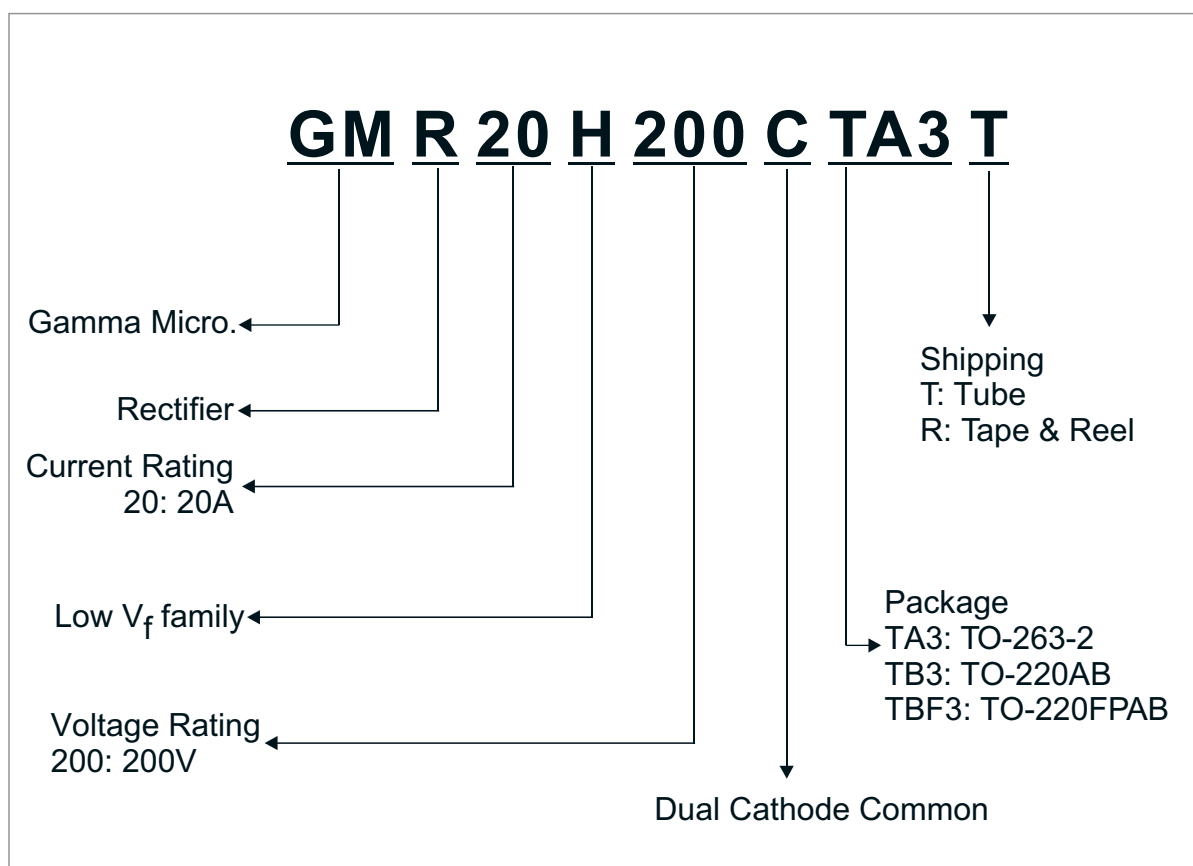 GM R 20 H 200 C TA3 T
Gamma Micro.
Rectifier
Current Rating
20: 20A
Low Vf family
Voltage Rating
200: 200V
Shipping
T: Tube
R: Tape & Reel
Package
TA3: TO-263-2
TB3: TO-220AB
TBF3: TO-220FPAB
Dual Cathode Common